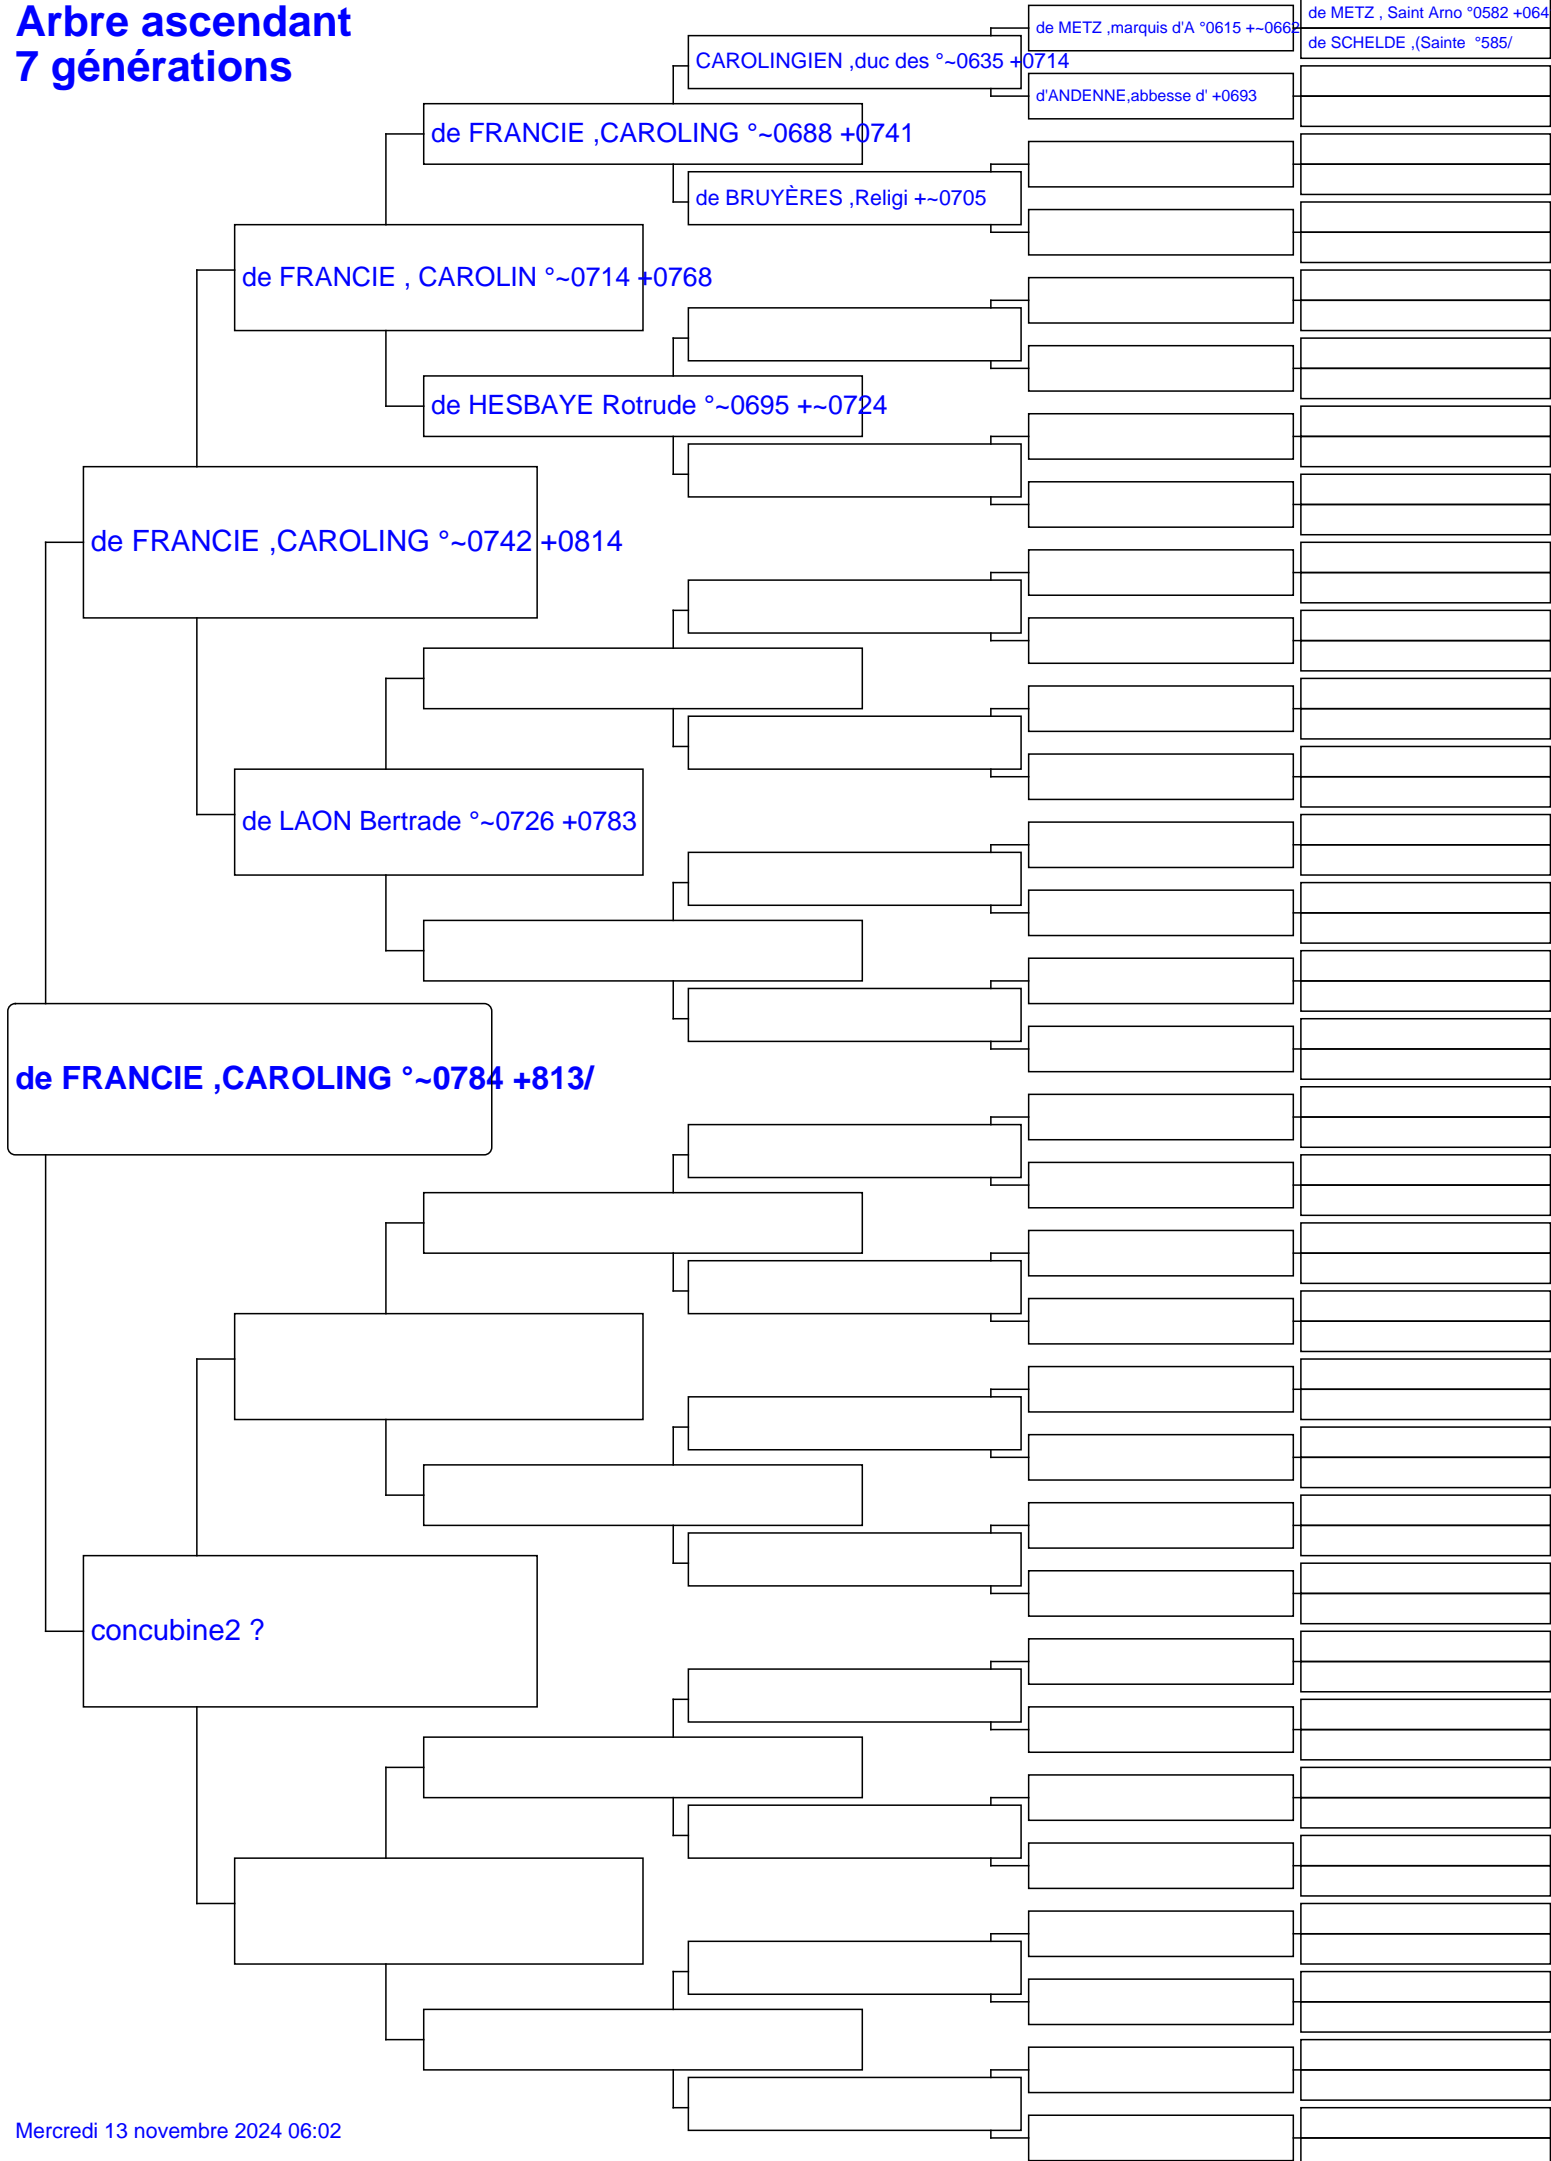 Arbre ascendant
7 générations
de METZ , Saint Arno °0582 +064
de METZ ,marquis d'A °0615 +~0662
de SCHELDE ,(Sainte °585/
CAROLINGIEN ,duc des °~0635 +0714
d'ANDENNE,abbesse d' +0693
de FRANCIE ,CAROLING °~0688 +0741
de BRUYÈRES ,Religi +~0705
de FRANCIE , CAROLIN °~0714 +0768
de HESBAYE Rotrude °~0695 +~0724
de FRANCIE ,CAROLING °~0742 +0814
de LAON Bertrade °~0726 +0783
de FRANCIE ,CAROLING °~0784 +813/
concubine2 ?
Mercredi 13 novembre 2024 06:02